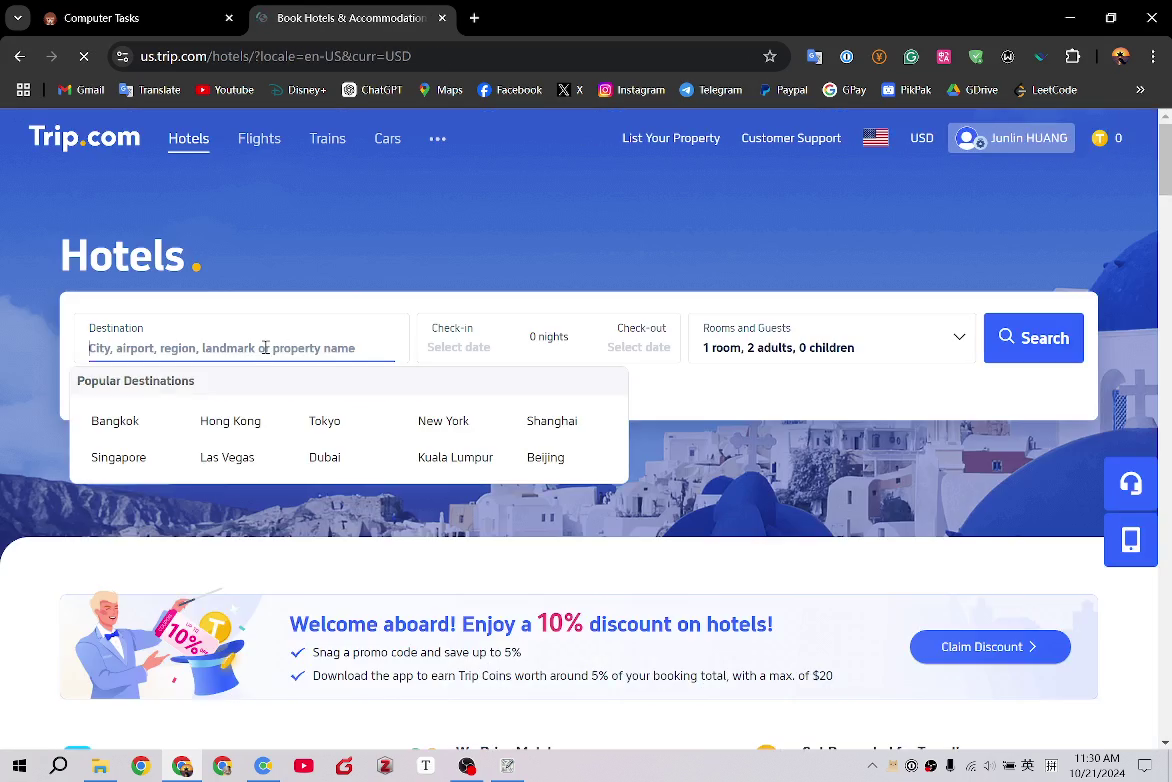 Computer Tasks
Book Hotels & Accommodation
us.trip.com/hotels/?locale=en-US&curr=USD
Gmail
Translate
Youtube
Disney+
ChatGPT
Maps
Facebook
X
Instagram
Telegram
Paypal
GPay
PikTok
GDrive
LeetCode
Trip.com
Hotels
Flights
Trains
Cars
List Your Property
Customer Support
USD
Junlin HUANG
T 0
Hotels.
Destination
City, airport, region, landmark or property name
Check-in
Select date
0 nights
Check-out
Select date
Rooms and Guests
1 room, 2 adults, 0 children
Search
Popular Destinations
Bangkok
Hong Kong
Tokyo
New York
Shanghai
Singapore
Las Vegas
Dubai
Kuala Lumpur
Beijing
10%
T
Welcome aboard! Enjoy a 10% discount on hotels!
Snag a promo code and save up to 5%
Download the app to earn Trip Coins worth around 5% of your booking total, with a max. of $20
Claim Discount
英
拼
11:30 AM
10/21/2024